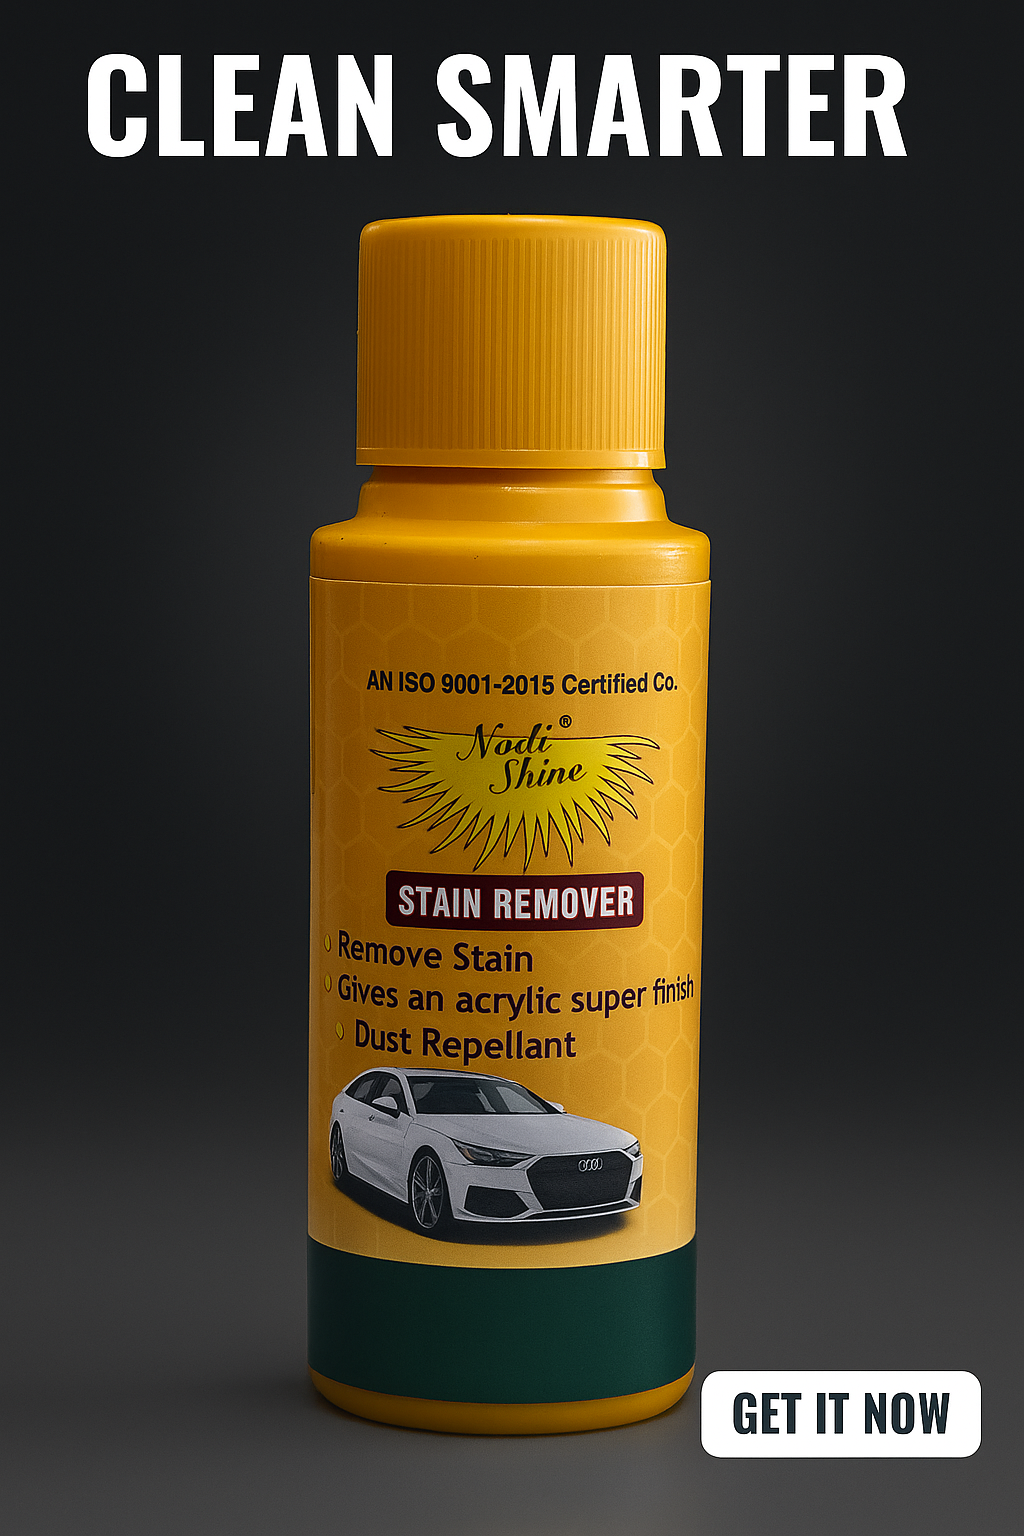 CLEAN SMARTER
AN ISO 9001-2015 Certified Co.
Nodi ®
Shine
STAIN REMOVER
Remove Stain
Gives an acrylic super finish
Dust Repellant
GET IT NOW